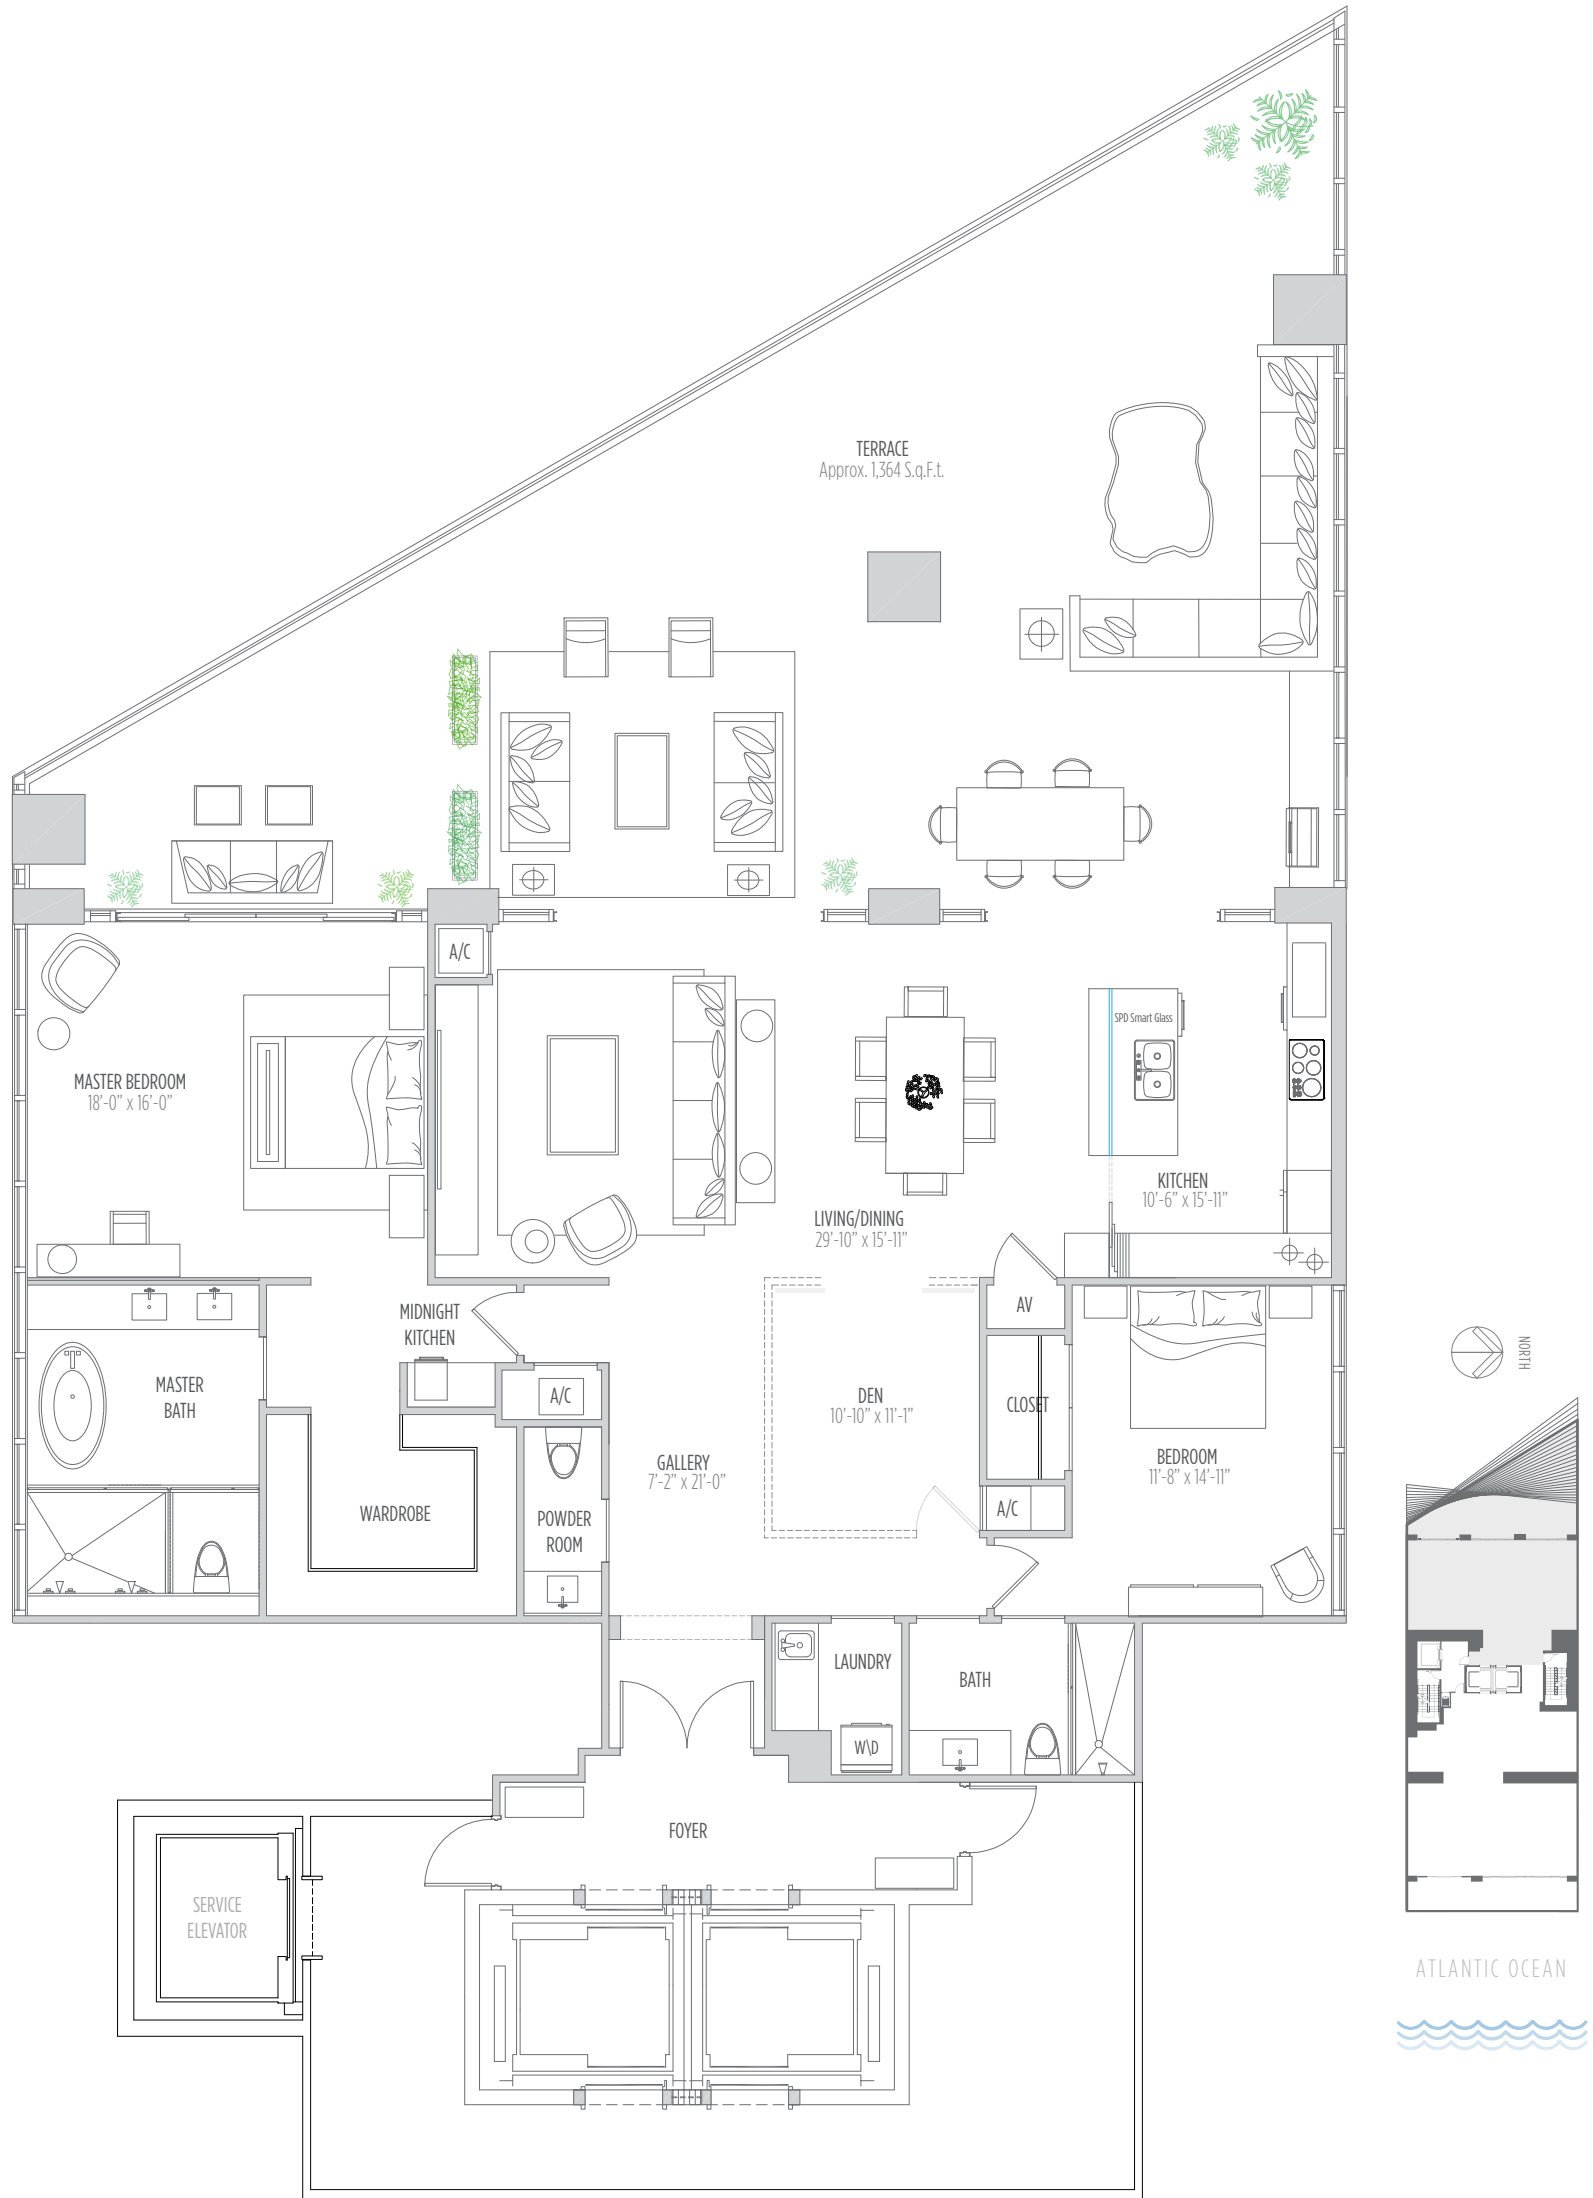 TERRACE
Approx. 1,364 S.q.F.t.
A/C
SPD Smart Glass
MASTER BEDROOM
18'-0" x 16'-0"
KITCHEN
10'-6" x 15'-11"
LIVING/DINING
29'-10" x 15'-11"
MIDNIGHT
KITCHEN
AV
NORTH
MASTER
BATH
A/C
DEN
10'-10" x 11'-1"
CLOSET
GALLERY
7'-2" x 21'-0"
BEDROOM
11'-8" x 14'-11"
WARDROBE
POWDER
ROOM
A/C
LAUNDRY
BATH
W\D
FOYER
SERVICE
ELEVATOR
ATLANTIC OCEAN